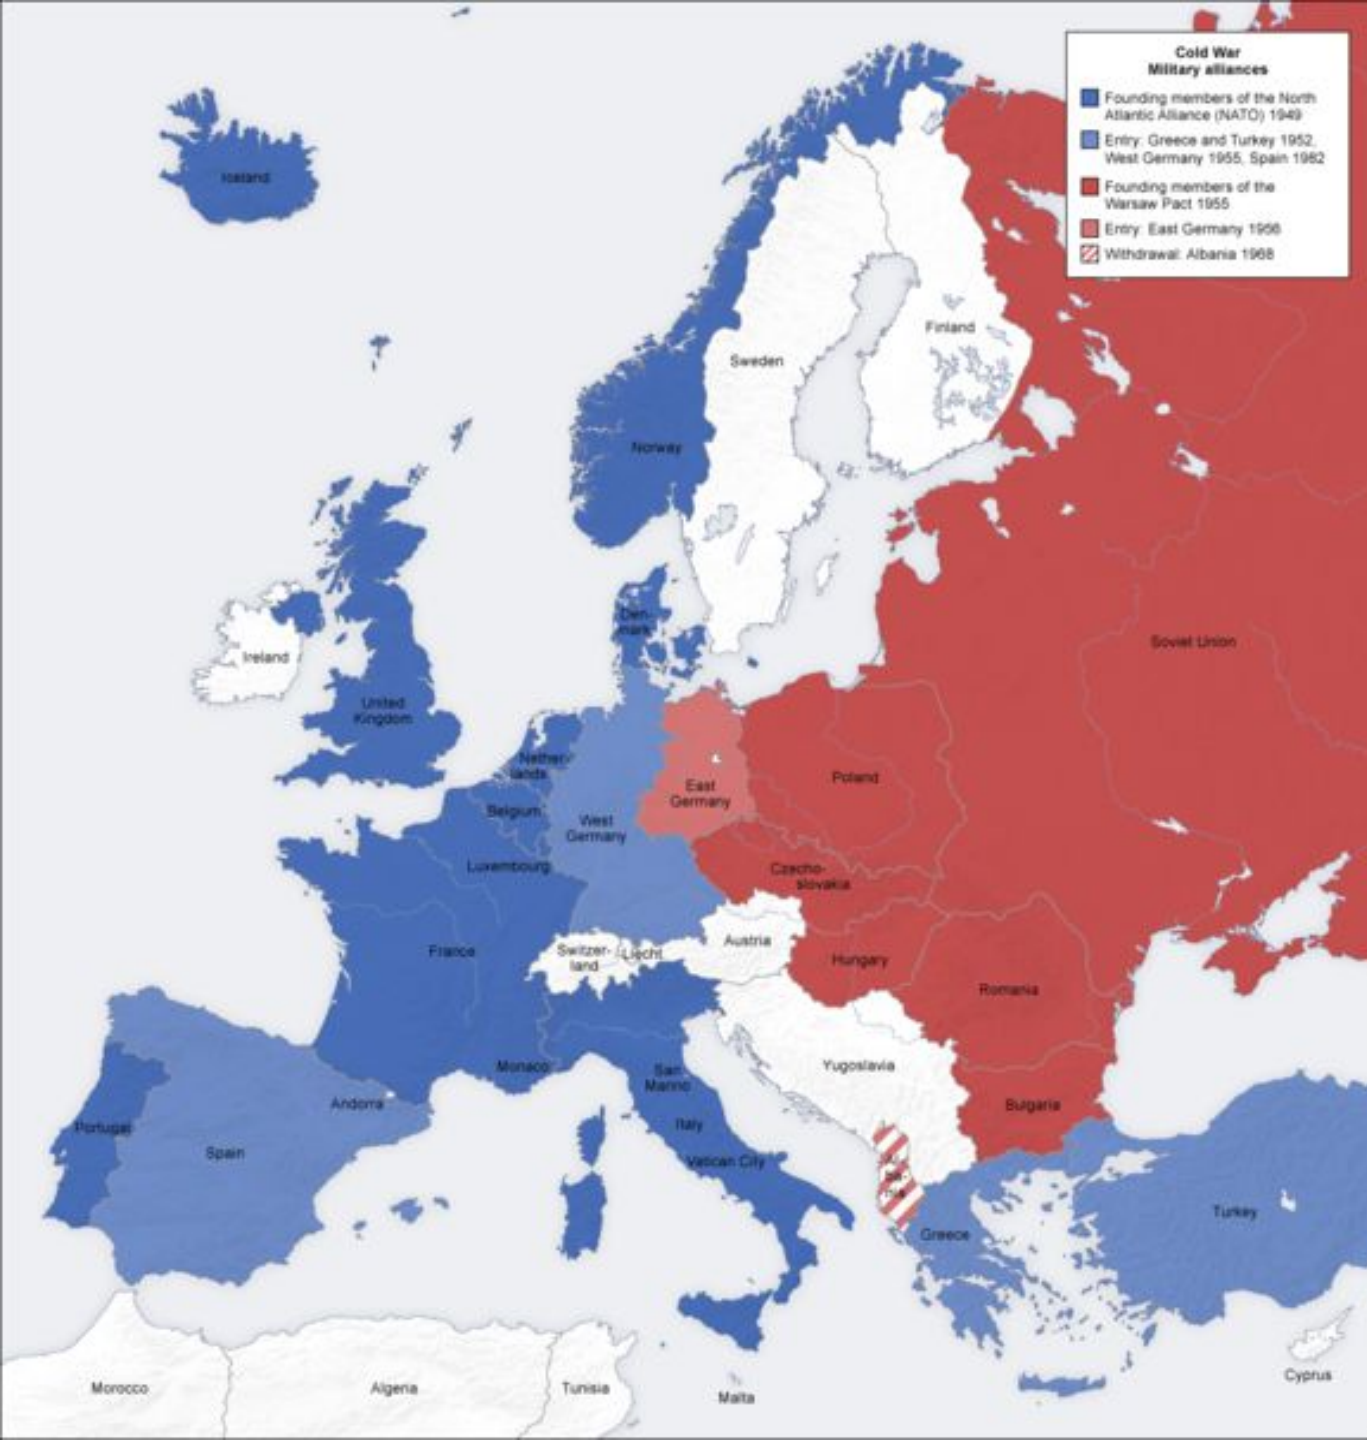 Cold War
Military alliances
Founding members of the North
Atlantic Alliance (NATO) 1949
Entry: Greece and Turkey 1952,
West Germany 1955, Spain 1982
Founding members of the
Warsaw Pact 1955
Entry: East Germany 1956
Withdrawal: Albania 1968
Iceland
Finland
Sweden
Norway
Den-
mark
Ireland
Soviet Union
United
Kingdom
Nether-
lands
East
Germany
Poland
Belgium
West
Germany
Luxembourg
Czecho-
slovakia
France
Switzer-
land
Liecht
Austria
Hungary
Romania
Monaco
San
Marino
Yugoslavia
Andorra
Bulgaria
Portugal
Spain
Italy
Vatican City
Al-
ba-
nia
Greece
Turkey
Morocco
Algeria
Tunisia
Malta
Cyprus